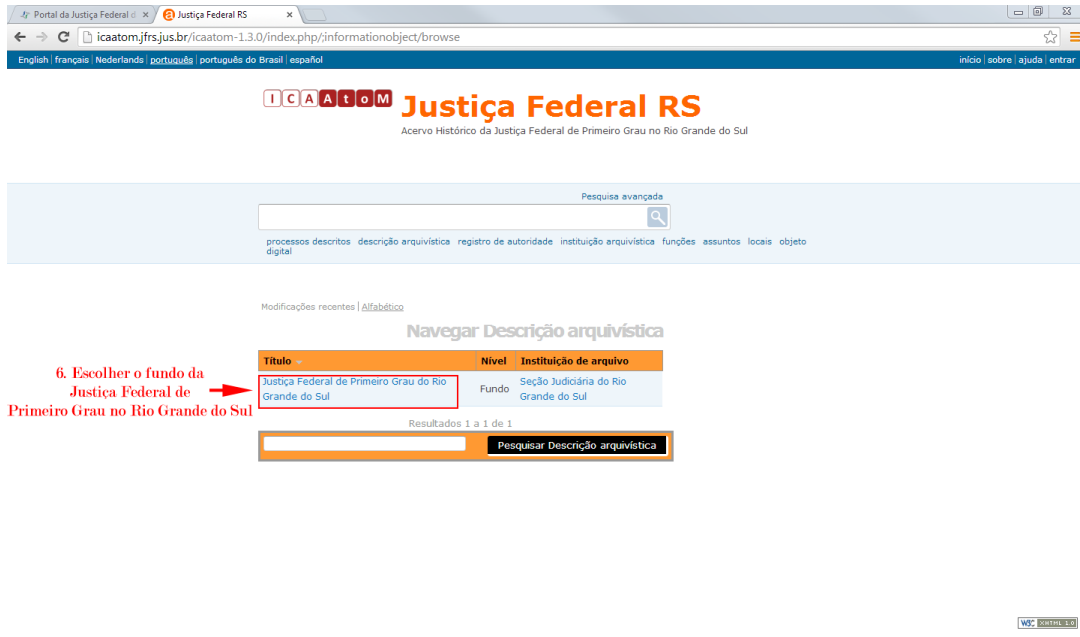 Portal da Justiça Federal d
Justiça Federal RS
icaatom.jfrs.jus.br/icaatom-1.3.0/index.php/;informationobject/browse
English | français | Nederlands | português | português do Brasil | español
início | sobre | ajuda | entrar
ICAAtoM
Justiça Federal RS
Acervo Histórico da Justiça Federal de Primeiro Grau no Rio Grande do Sul
Pesquisa avançada
processos descritos descrição arquivística registro de autoridade instituição arquivística funções assuntos locais objeto
digital
Modificações recentes | Alfabético
Navegar Descrição arquivística
Título Nível Instituição de arquivo
Justiça Federal de Primeiro Grau do Rio
Grande do Sul
Fundo
Seção Judiciária do Rio
Grande do Sul
6. Escolher o fundo da
Justiça Federal de
Primeiro Grau no Rio Grande do Sul
Resultados 1 a 1 de 1
Pesquisar Descrição arquivística
W3C XHTML 1.0